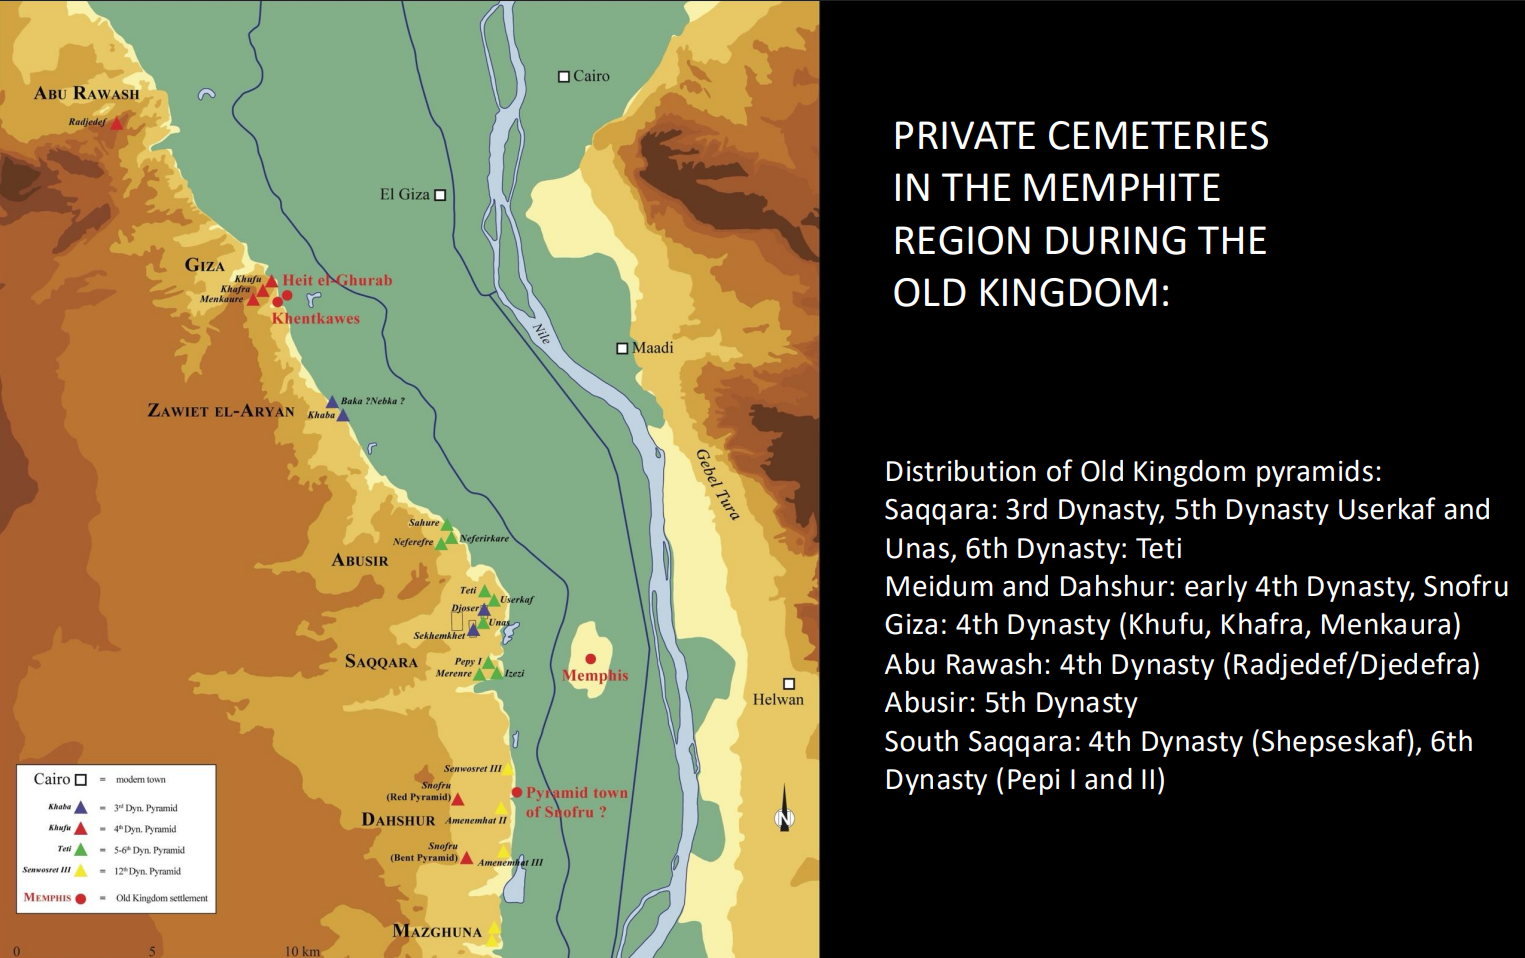 ABU RAWASH
Radjedef
Cairo
El Giza
GIZA
Khufu
Khafra
Menkaure
Heit el-Ghurab
Khentkawes
Nile
Maadi
ZAWIET EL-ARYAN
Baka ?Nebka ?
Khaba
Gebel Tura
Sahure
Neferirkare
Neferefre
ABUSIR
Teti
Userkaf
Djoser
Unas
Sekhemkhet
SAQQARA
Pepy I
Merenre
Izezi
Memphis
Helwan
Senwosret III
Snofru
(Red Pyramid)
Pyramid town
of Snofru ?
DAHSHUR
Amenemhat II
Snofru
(Bent Pyramid)
Amenemhat III
MAZGHUNA
N
Cairo = modern town
Khaba = 3rd Dyn. Pyramid
Khufu = 4th Dyn. Pyramid
Teti = 5-6th Dyn. Pyramid
Senwosret III = 12th Dyn. Pyramid
MEMPHIS = Old Kingdom settlement
0 5 10 km
PRIVATE CEMETERIES
IN THE MEMPHITE
REGION DURING THE
OLD KINGDOM:
Distribution of Old Kingdom pyramids:
Saqqara: 3rd Dynasty, 5th Dynasty Userkaf and
Unas, 6th Dynasty: Teti
Meidum and Dahshur: early 4th Dynasty, Snofru
Giza: 4th Dynasty (Khufu, Khafra, Menkaura)
Abu Rawash: 4th Dynasty (Radjedef/Djedefra)
Abusir: 5th Dynasty
South Saqqara: 4th Dynasty (Shepseskaf), 6th
Dynasty (Pepi I and II)